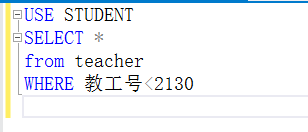 USE STUDENT
SELECT *
from teacher
WHERE 教工号<2130